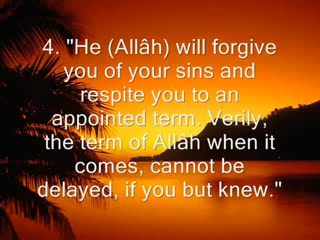 4. "He (Allâh) will forgive
you of your sins and
respite you to an
appointed term. Verily,
the term of Allâh when it
comes, cannot be
delayed, if you but knew."